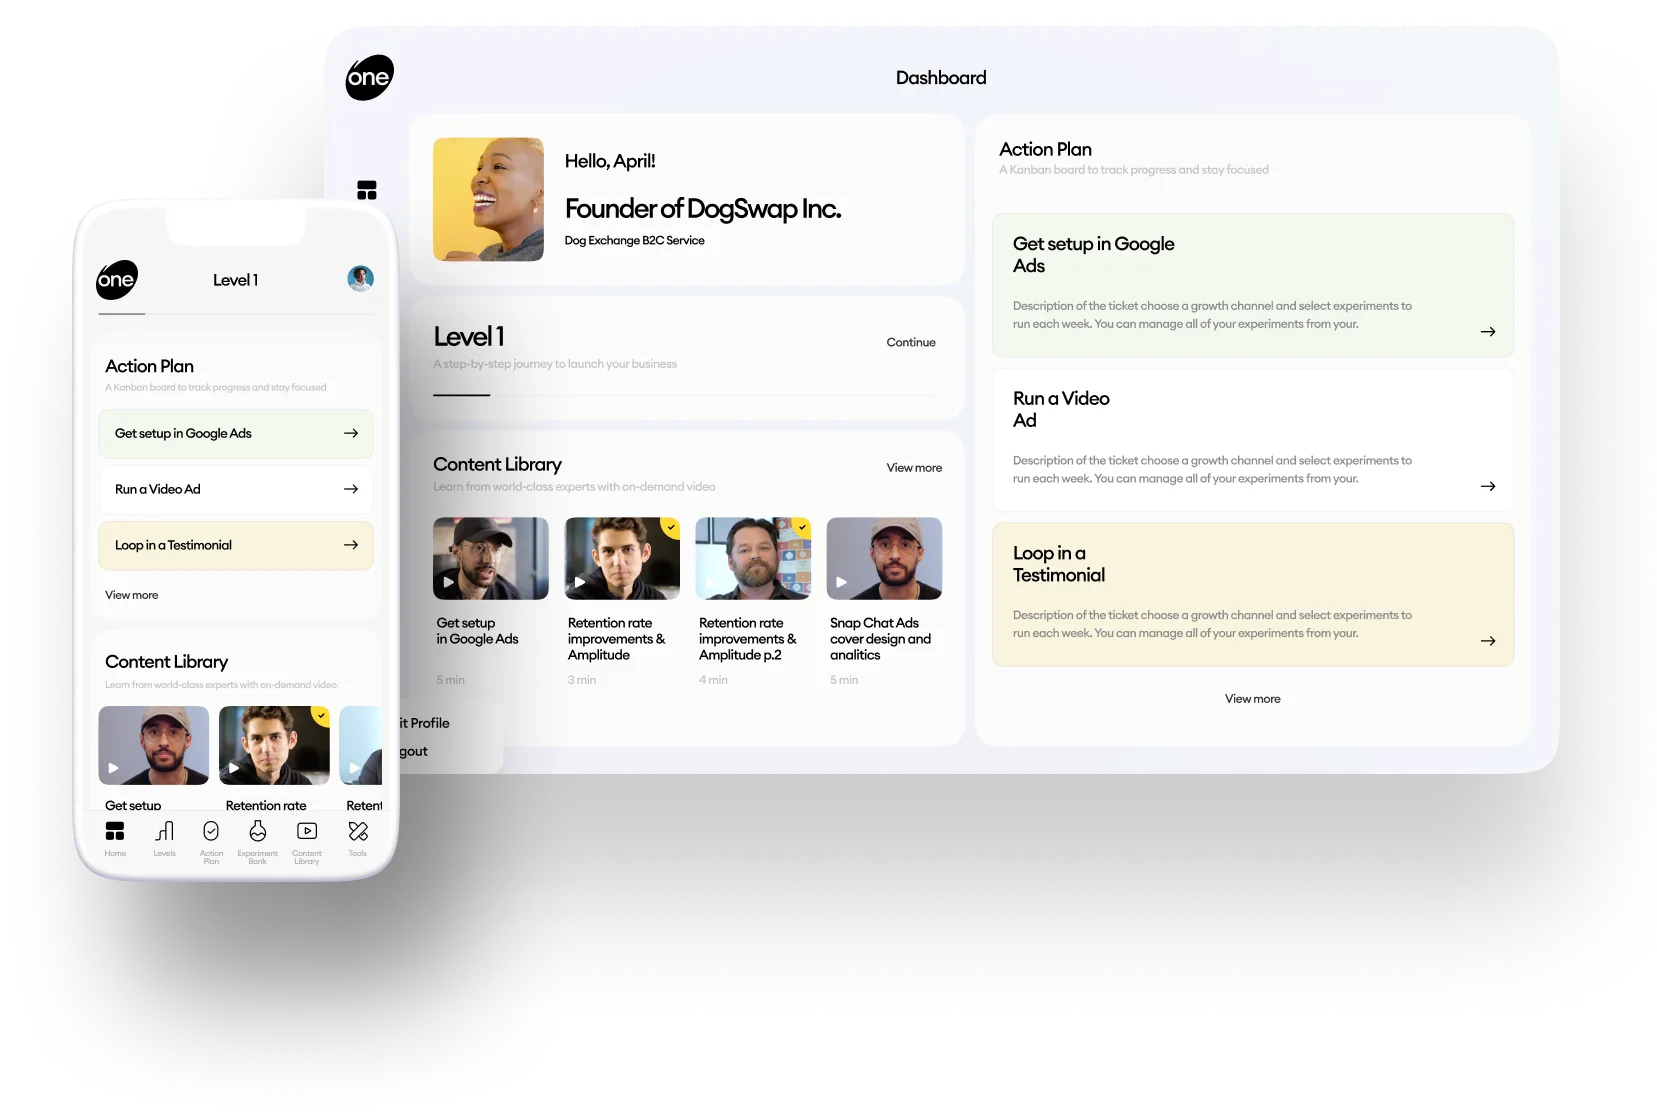 one
Dashboard
Hello, April!
Founder of DogSwap Inc.
Dog Exchange B2C Service
Level 1
Continue
A step-by-step journey to launch your business
Content Library
View more
Learn from world-class experts with on-demand video
Get setup
in Google Ads
5 min
Retention rate
improvements &
Amplitude
3 min
Retention rate
improvements &
Amplitude p.2
4 min
Snap Chat Ads
cover design and
analitics
5 min
it Profile
gout
Action Plan
A Kanban board to track progress and stay focused
Get setup in Google
Ads
Description of the ticket choose a growth channel and select experiments to
run each week. You can manage all of your experiments from your.
Run a Video
Ad
Description of the ticket choose a growth channel and select experiments to
run each week. You can manage all of your experiments from your.
Loop in a
Testimonial
Description of the ticket choose a growth channel and select experiments to
run each week. You can manage all of your experiments from your.
View more
one
Level 1
Action Plan
A Kanban board to track progress and stay focused
Get setup in Google Ads
Run a Video Ad
Loop in a Testimonial
View more
Content Library
Learn from world-class experts with on-demand video
Get setup
Retention rate
Retent
Home
Levels
Action
Plan
Experiment
Bank
Content
Library
Tools